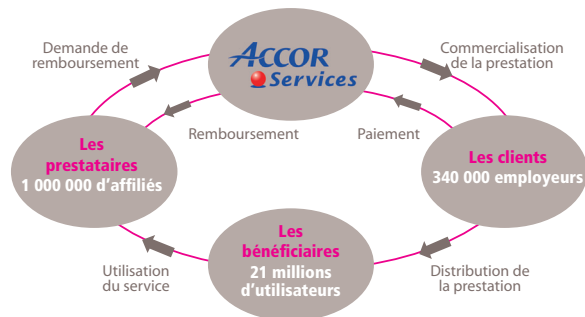 Demande de
remboursement
ACCOR
Services
Commercialisation
de la prestation
Remboursement
Paiement
Les
prestataires
1 000 000 d'affiliés
Les clients
340 000 employeurs
Les
bénéficiaires
21 millions
d'utilisateurs
Utilisation
du service
Distribution de
la prestation